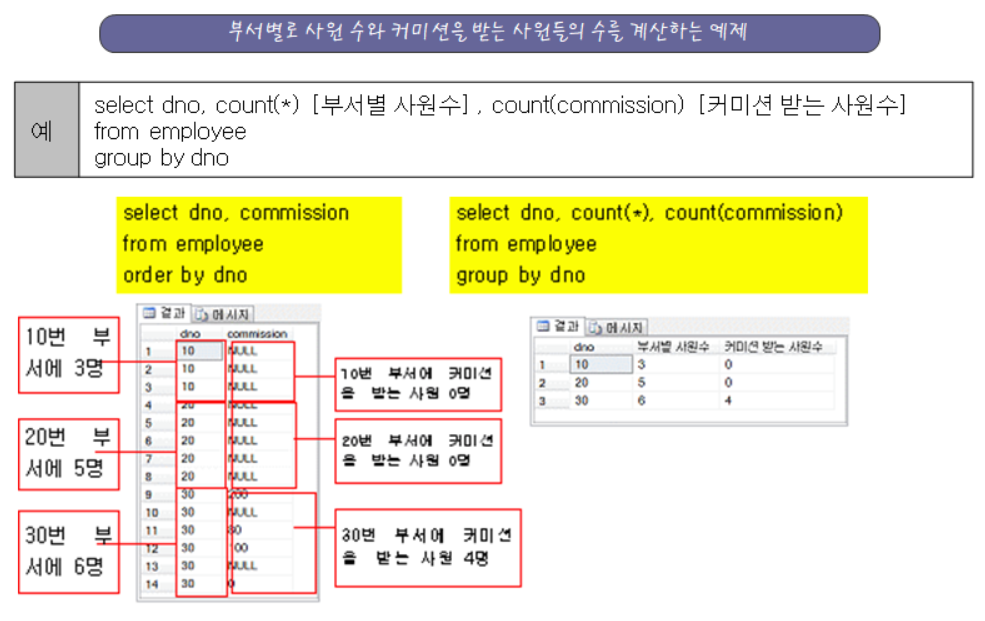 부서별로 사원 수와 커미션을 받는 사원들의 수를 계산하는 예제
예
select dno, count(*) [부서별 사원수] , count(commission) [커미션 받는 사원수]
from employee
group by dno
select dno, commission
from employee
order by dno
select dno, count(*), count(commission)
from employee
group by dno
10번 부
서에 3명
20번 부
서에 5명
30번 부
서에 6명
결과 메시지
dno commission
1 10 NULL
2 10 NULL
3 10 NULL
4 20 NULL
5 20 NULL
6 20 NULL
7 20 NULL
8 20 NULL
9 30 200
10 30 NULL
11 30 80
12 30 100
13 30 NULL
14 30 0
10번 부서에 커미션
을 받는 사원 0명
20번 부서에 커미션
을 받는 사원 0명
30번 부서에 커미션
을 받는 사원 4명
결과 메시지
dno 부서별 사원수 커미션 받는 사원수
1 10 3 0
2 20 5 0
3 30 6 4